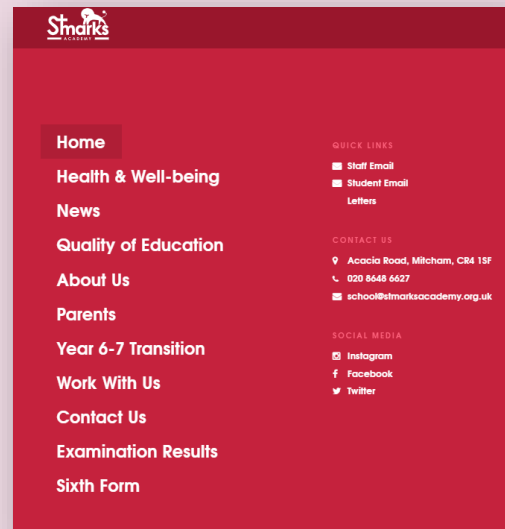 Stmarks
ACADEMY
Home
Health & Well-being
News
Quality of Education
About Us
Parents
Year 6-7 Transition
Work With Us
Contact Us
Examination Results
Sixth Form
QUICK LINKS
Staff Email
Student Email
Letters
CONTACT US
Acacia Road, Mitcham, CR4 1SF
020 8648 6627
school@stmarksacademy.org.uk
SOCIAL MEDIA
Instagram
Facebook
Twitter